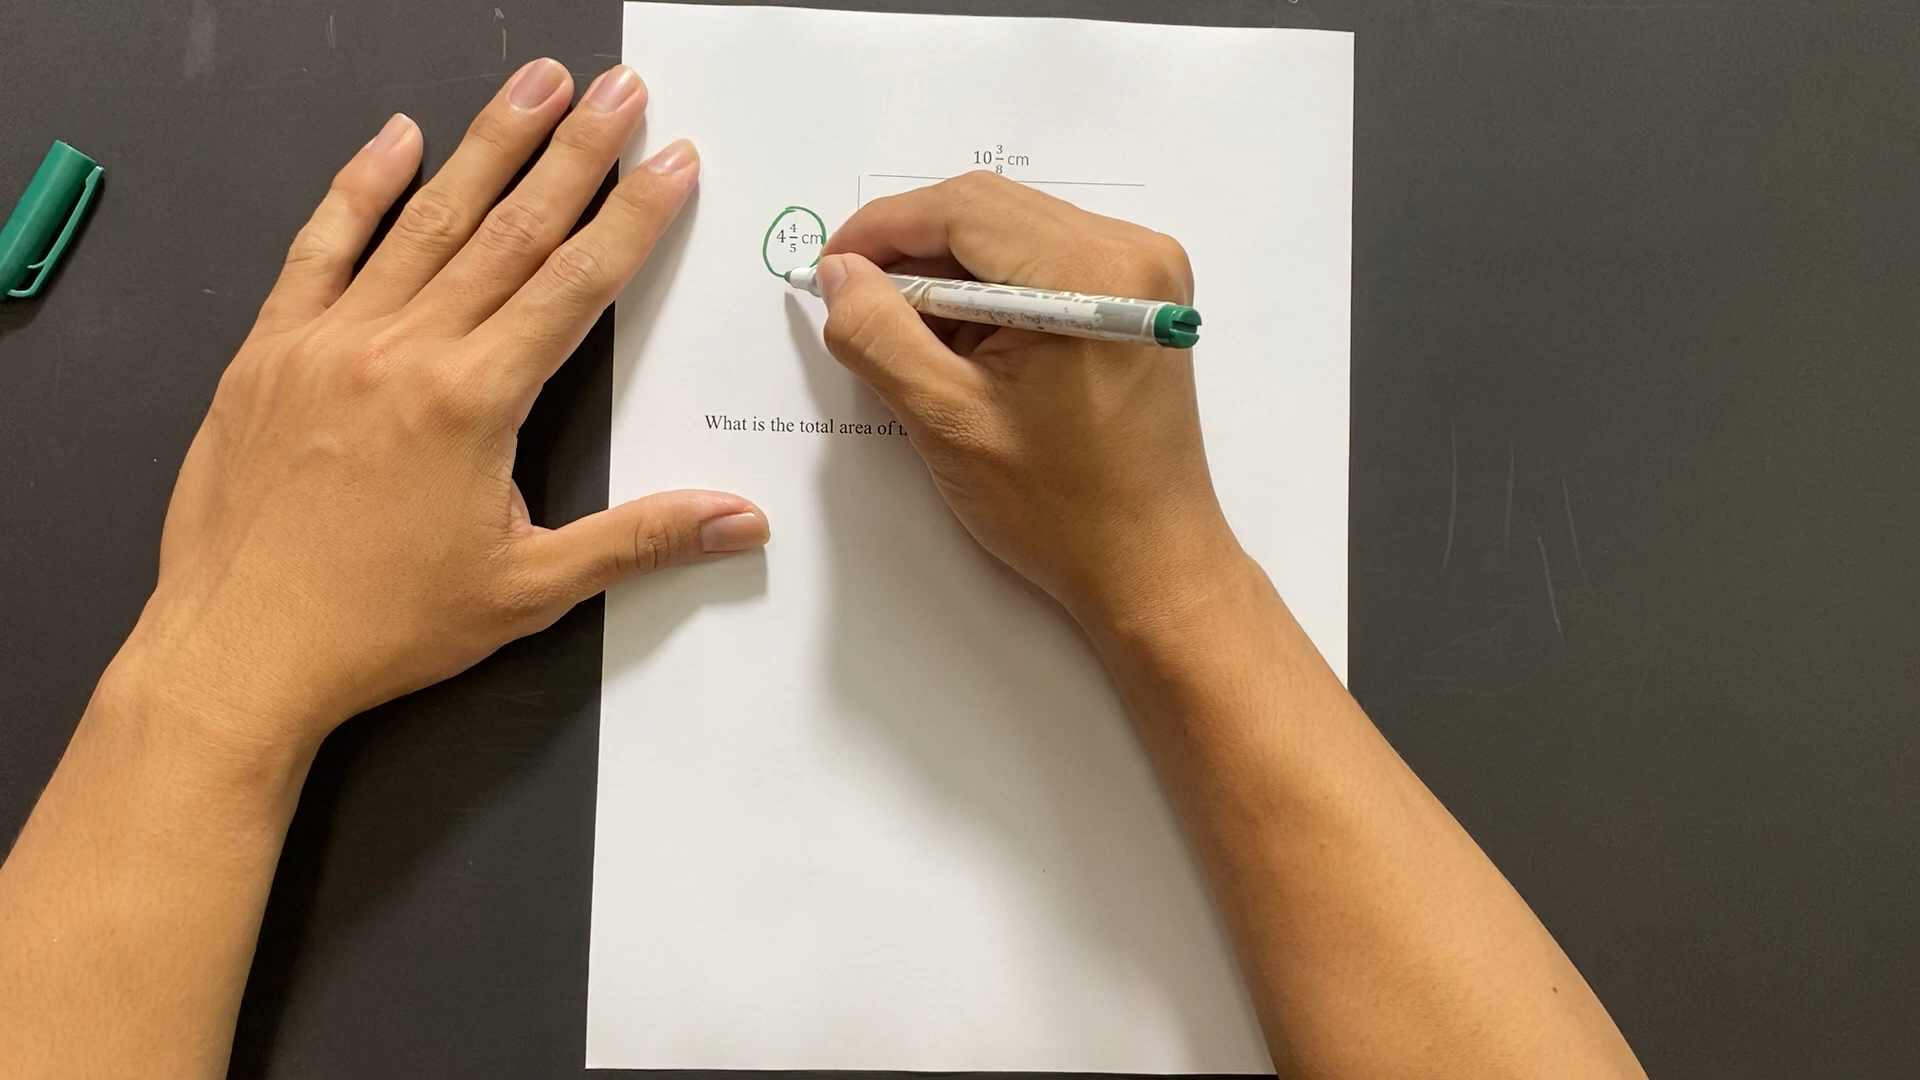 10 3/8 cm
4 4/5 cm
What is the total area of